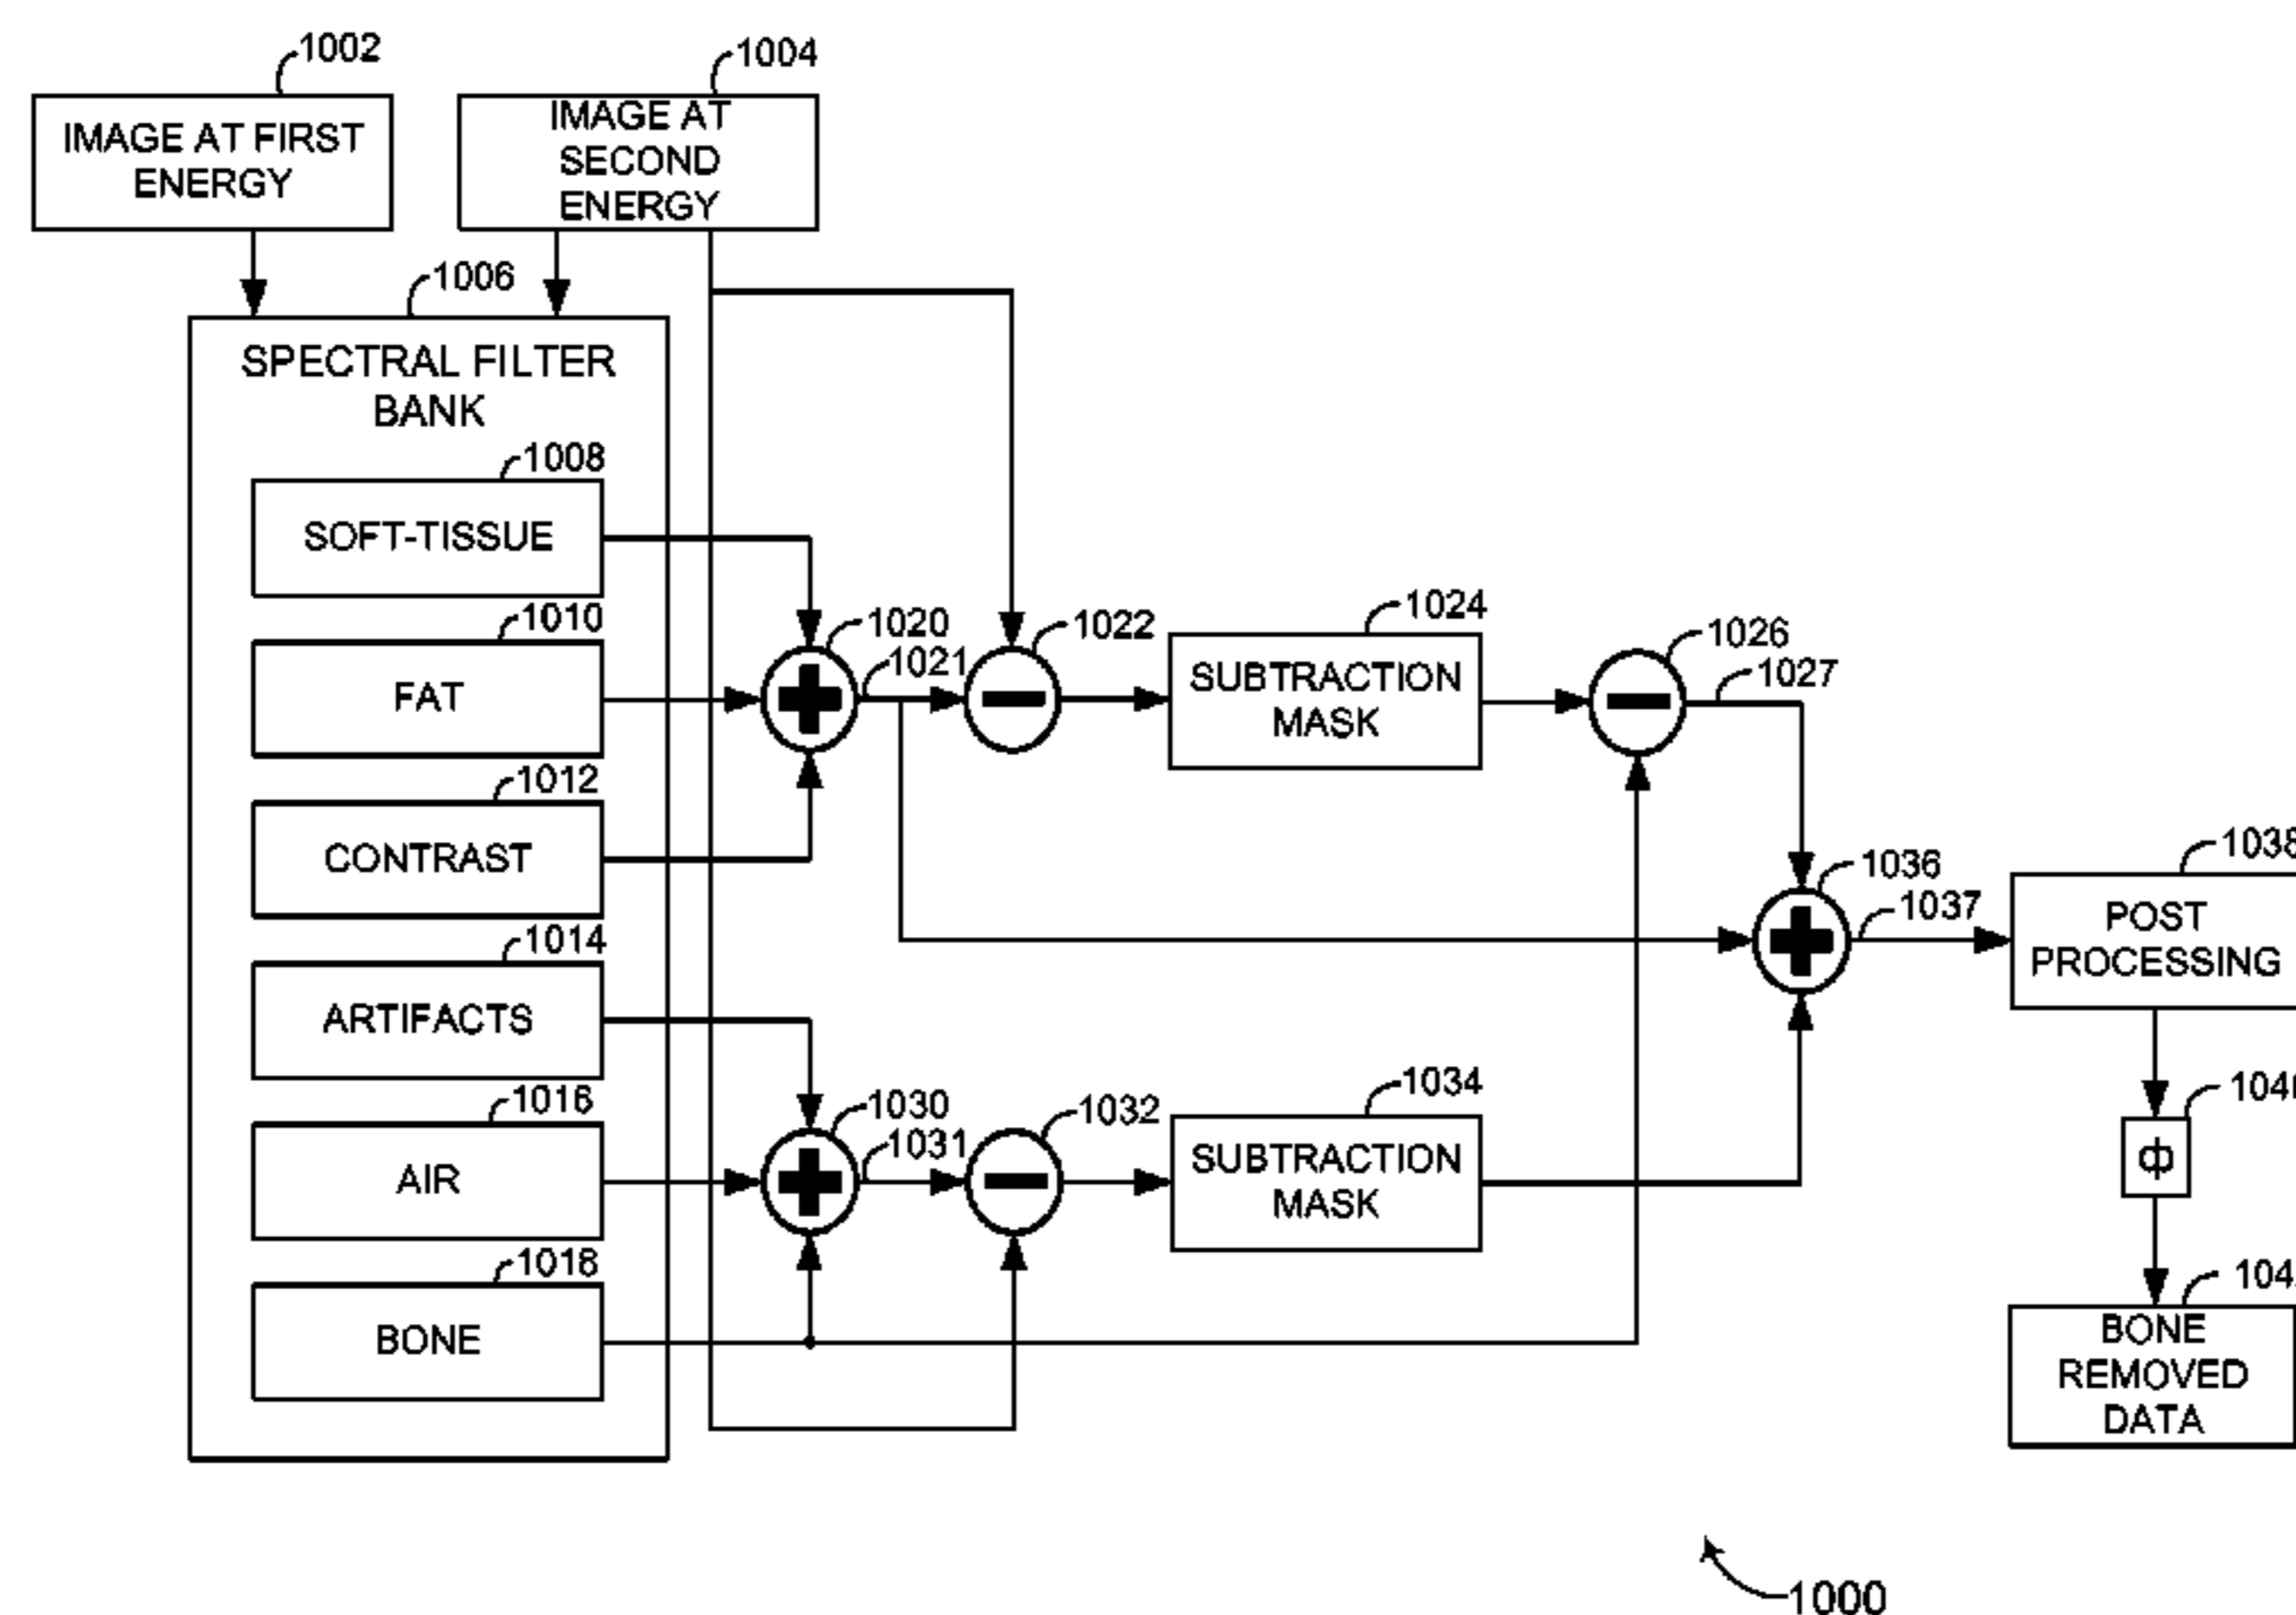 1002
1004
IMAGE AT FIRST
ENERGY
IMAGE AT
SECOND
ENERGY
1006
SPECTRAL FILTER
BANK
1008
SOFT-TISSUE
1010
FAT
1012
CONTRAST
1014
ARTIFACTS
1016
AIR
1018
BONE
1020
1021
1022
1024
SUBTRACTION
MASK
1026
1027
1030
1031
1032
1034
SUBTRACTION
MASK
1036
1037
1038
POST
PROCESSING
ϕ
BONE
REMOVED
DATA
1000